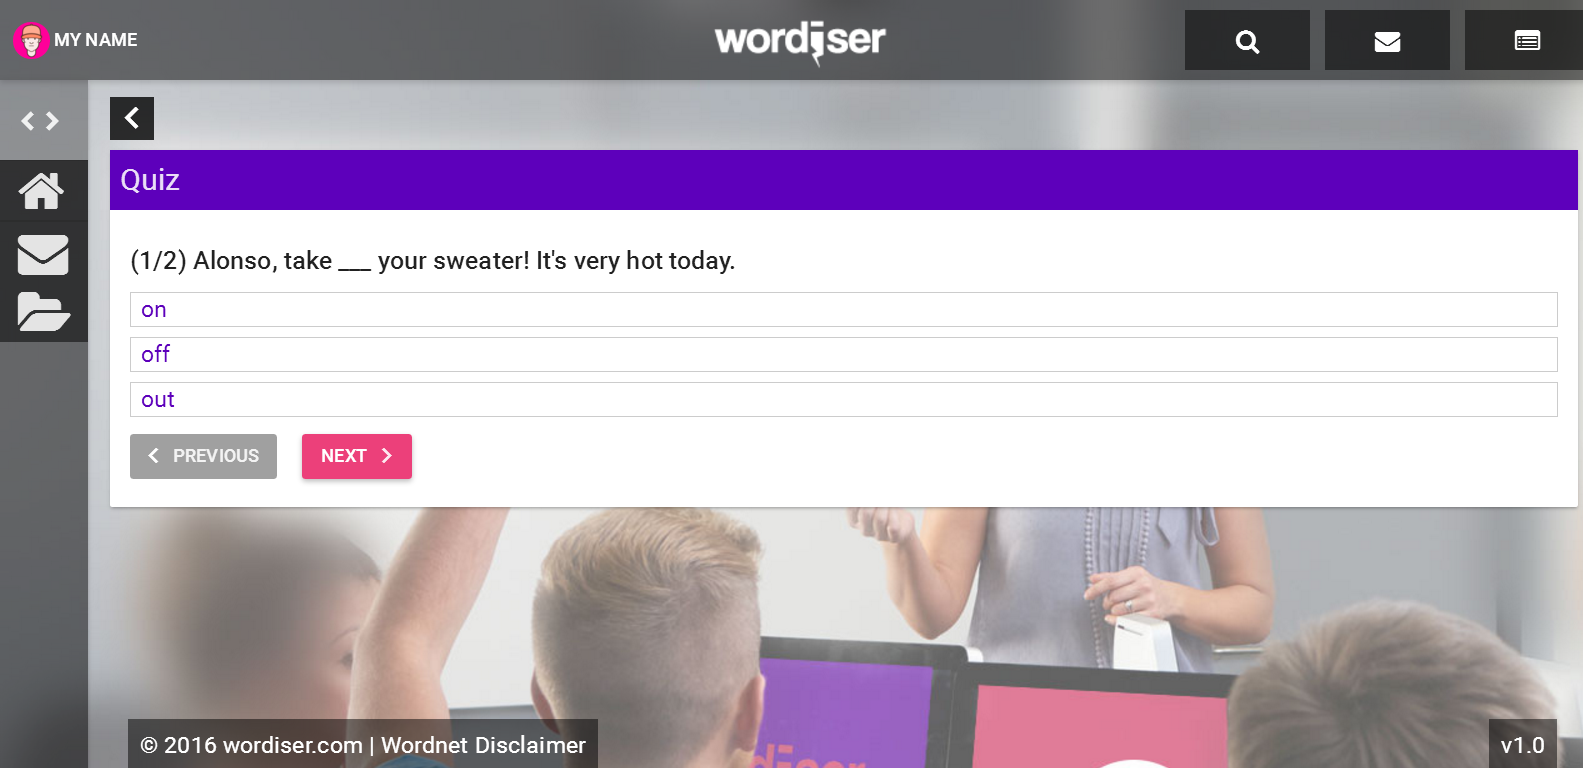 MY NAME
wordiser
Quiz
(1/2) Alonso, take ___ your sweater! It's very hot today.
on
off
out
PREVIOUS
NEXT
wordiser
© 2016 wordiser.com | Wordnet Disclaimer
v1.0